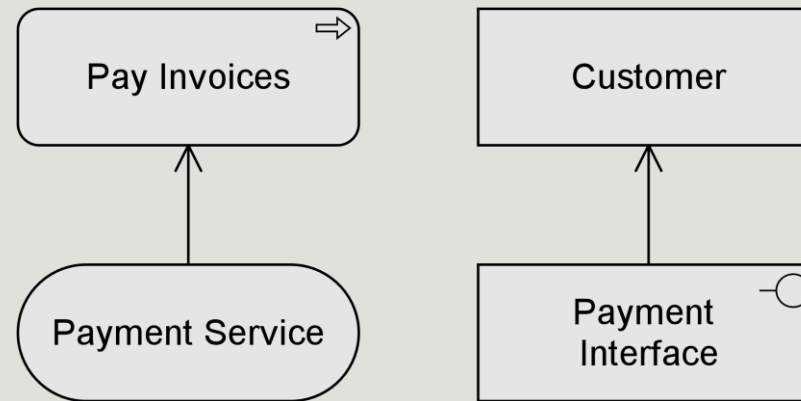 Pay Invoices
Customer
Payment Service
Payment
Interface